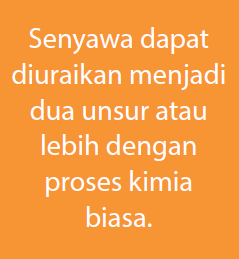 Senyawa dapat
diuraikan menjadi
dua unsur atau
lebih dengan
proses kimia
biasa.